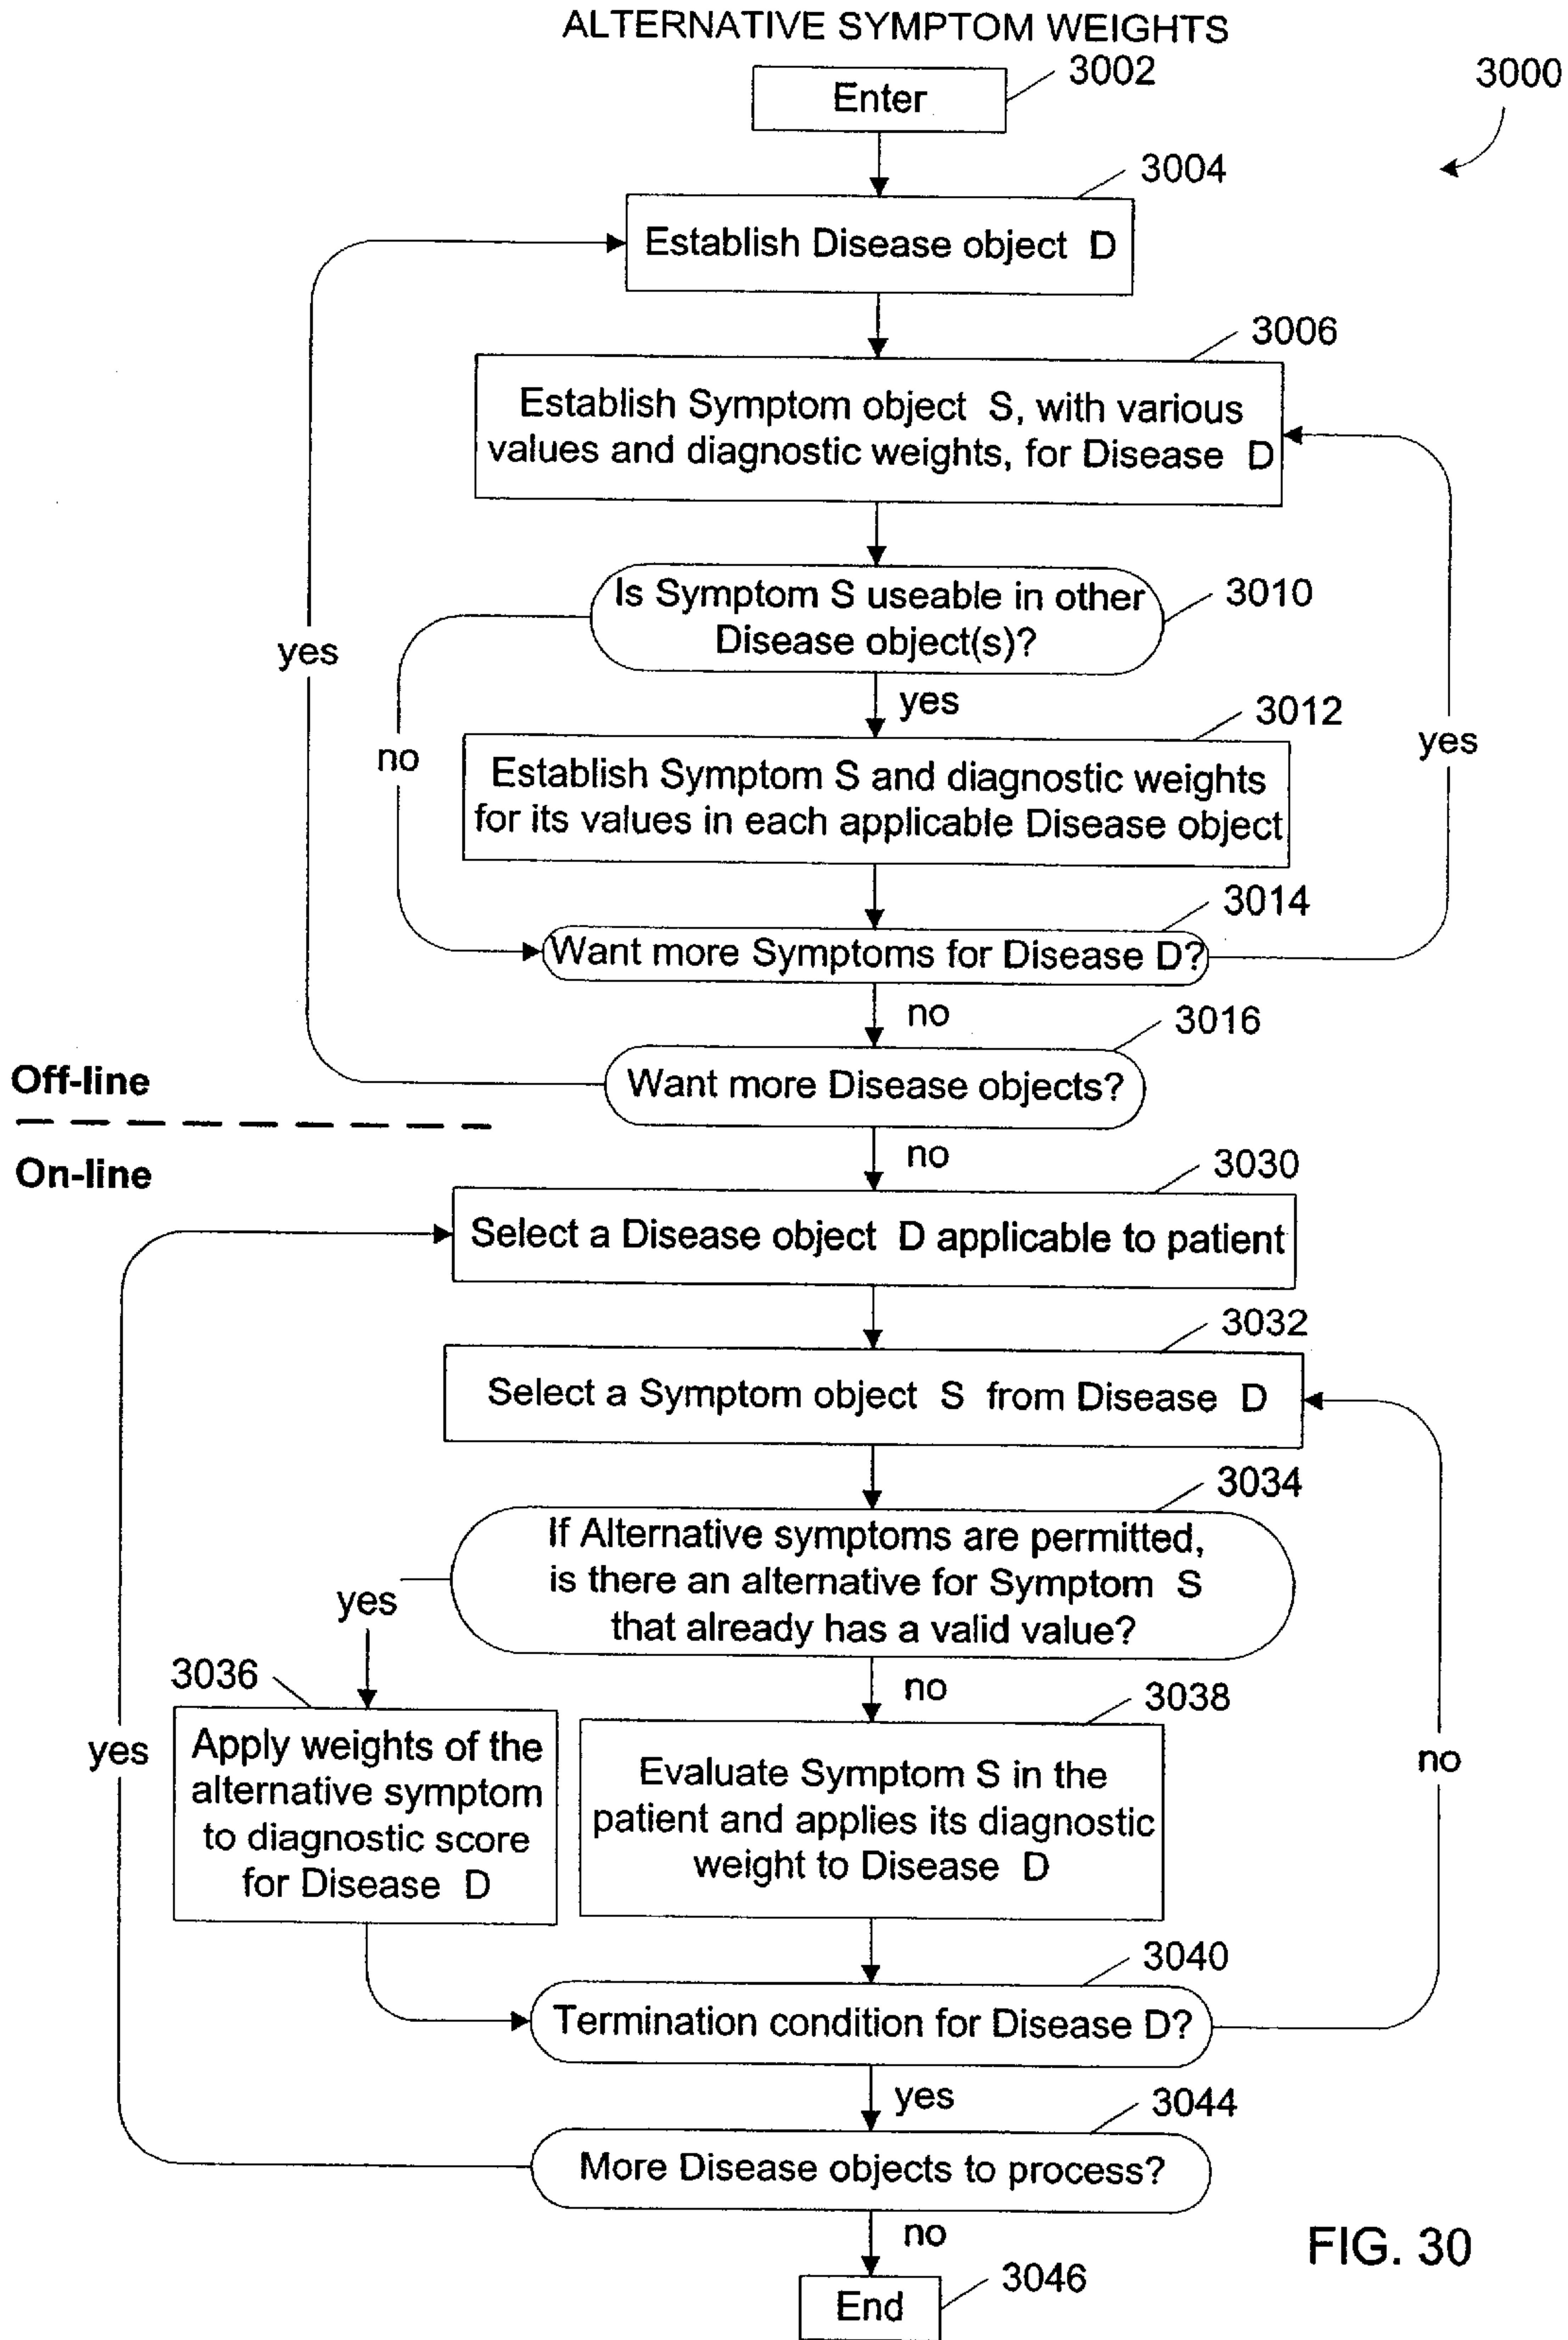 ALTERNATIVE SYMPTOM WEIGHTS
3000
3002
Enter
3004
Establish Disease object D
3006
Establish Symptom object S, with various
values and diagnostic weights, for Disease D
3010
Is Symptom S useable in other
Disease object(s)?
yes
yes
no
yes
3012
Establish Symptom S and diagnostic weights
for its values in each applicable Disease object
3014
Want more Symptoms for Disease D?
no
3016
Want more Disease objects?
Off-line
On-line
no
3030
Select a Disease object D applicable to patient
3032
Select a Symptom object S from Disease D
3034
If Alternative symptoms are permitted,
is there an alternative for Symptom S
that already has a valid value?
yes
no
3036
Apply weights of the
alternative symptom
to diagnostic score
for Disease D
3038
Evaluate Symptom S in the
patient and applies its diagnostic
weight to Disease D
yes
no
3040
Termination condition for Disease D?
yes
3044
More Disease objects to process?
no
3046
End
FIG. 30